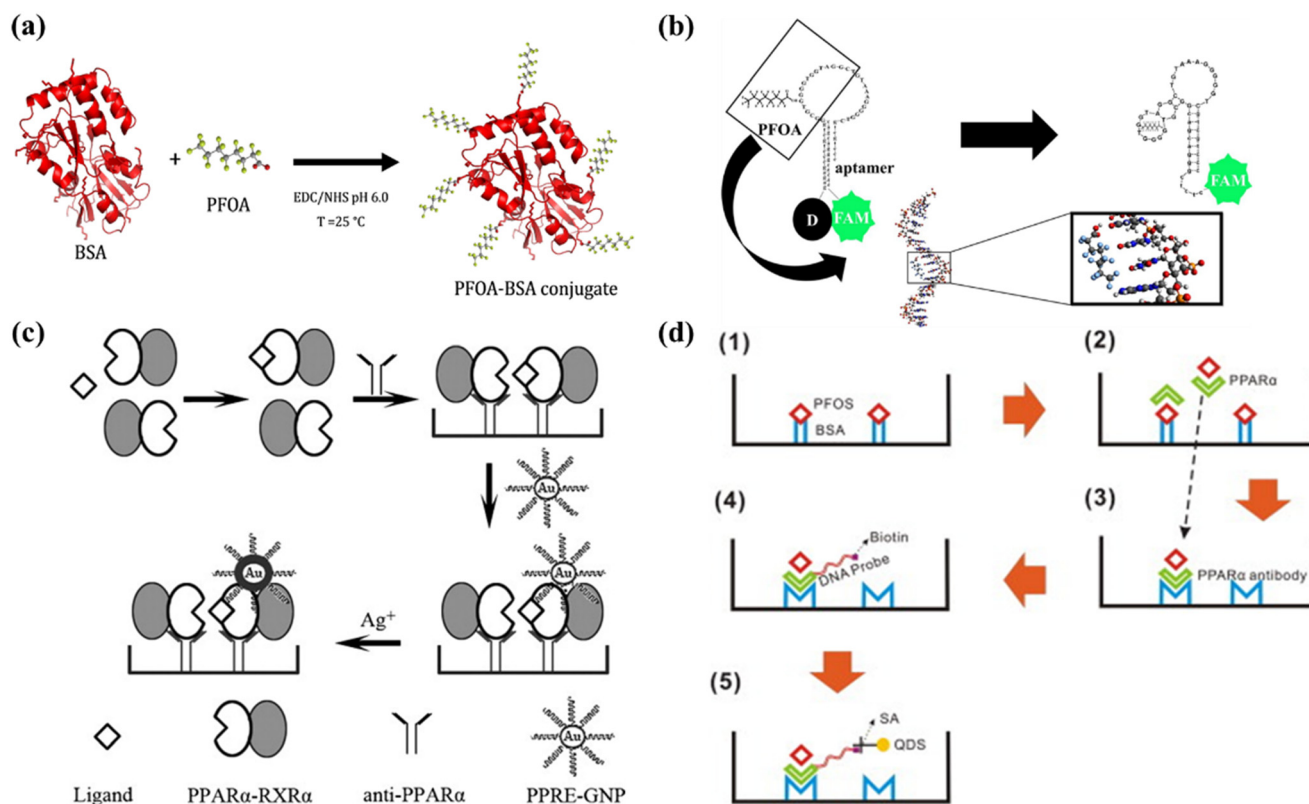 (a)
BSA
+
PFOA
EDC/NHS pH 6.0
T =25 °C
PFOA-BSA conjugate
(b)
PFOA
aptamer
D
FAM
FAM
(c)
Au
Au
Au
Ag+
Au
Ligand
PPARα-RXRα
anti-PPARα
PPRE-GNP
(d)
(1)
PFOS
BSA
(2)
PPARα
(3)
PPARα antibody
(4)
Biotin
DNA Probe
(5)
SA
QDS